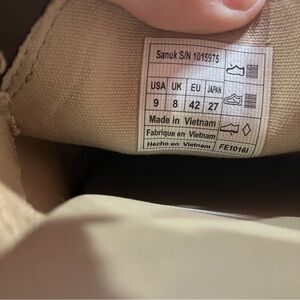 Sanuk S/N 1015975
USA UK EU JAPAN
9 8 42 27
Made in Vietnam
Fabrique en Vietnam
Hecho en Vietnam FE1016I